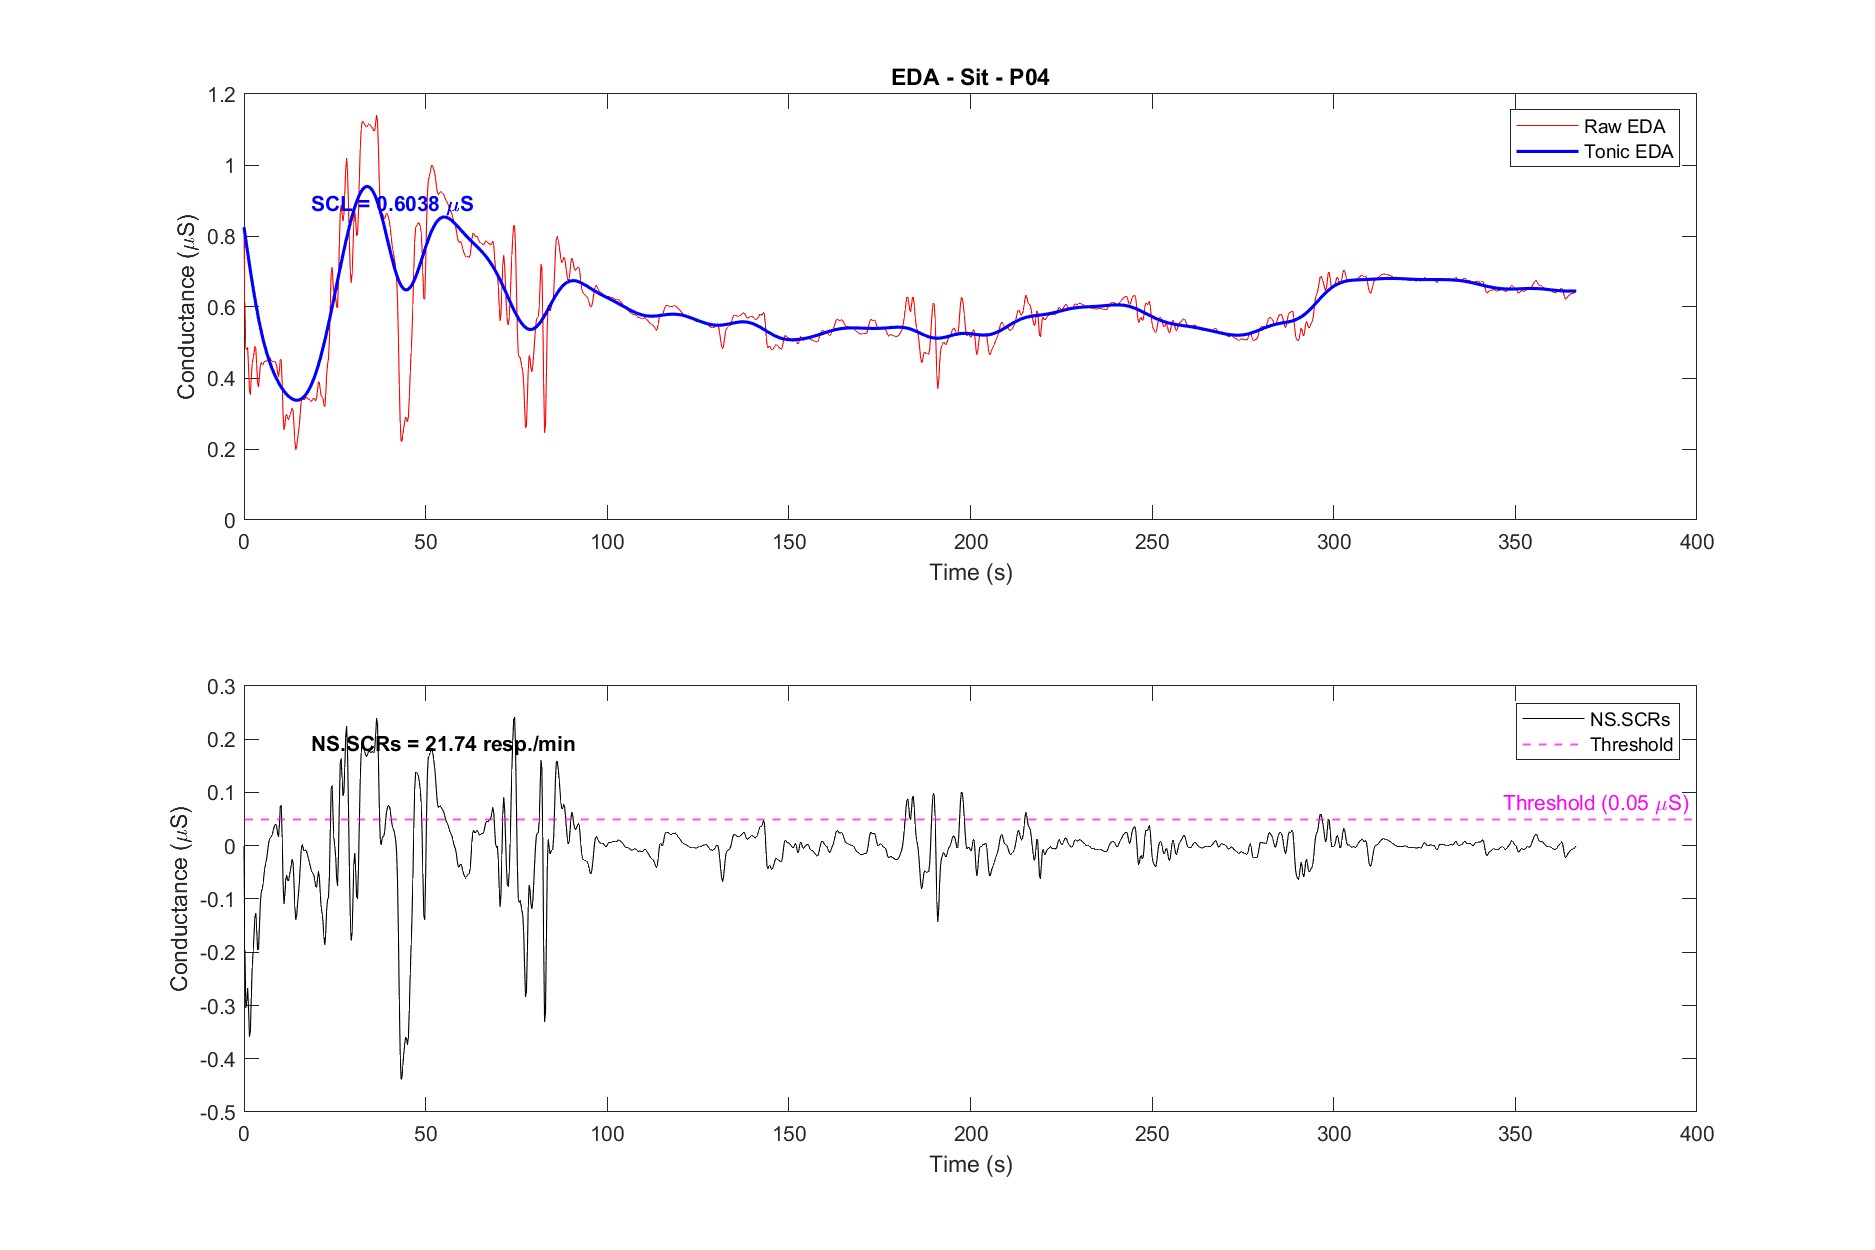 EDA - Sit - P04
1.2
1
0.8
0.6
0.4
0.2
0
Conductance (μS)
SCL = 0.6038 μS
Raw EDA
Tonic EDA
0 50 100 150 200 250 300 350 400
Time (s)
0.3
0.2
0.1
0
-0.1
-0.2
-0.3
-0.4
-0.5
Conductance (μS)
NS.SCRs = 21.74 resp./min
NS.SCRs
Threshold
Threshold (0.05 μS)
0 50 100 150 200 250 300 350 400
Time (s)